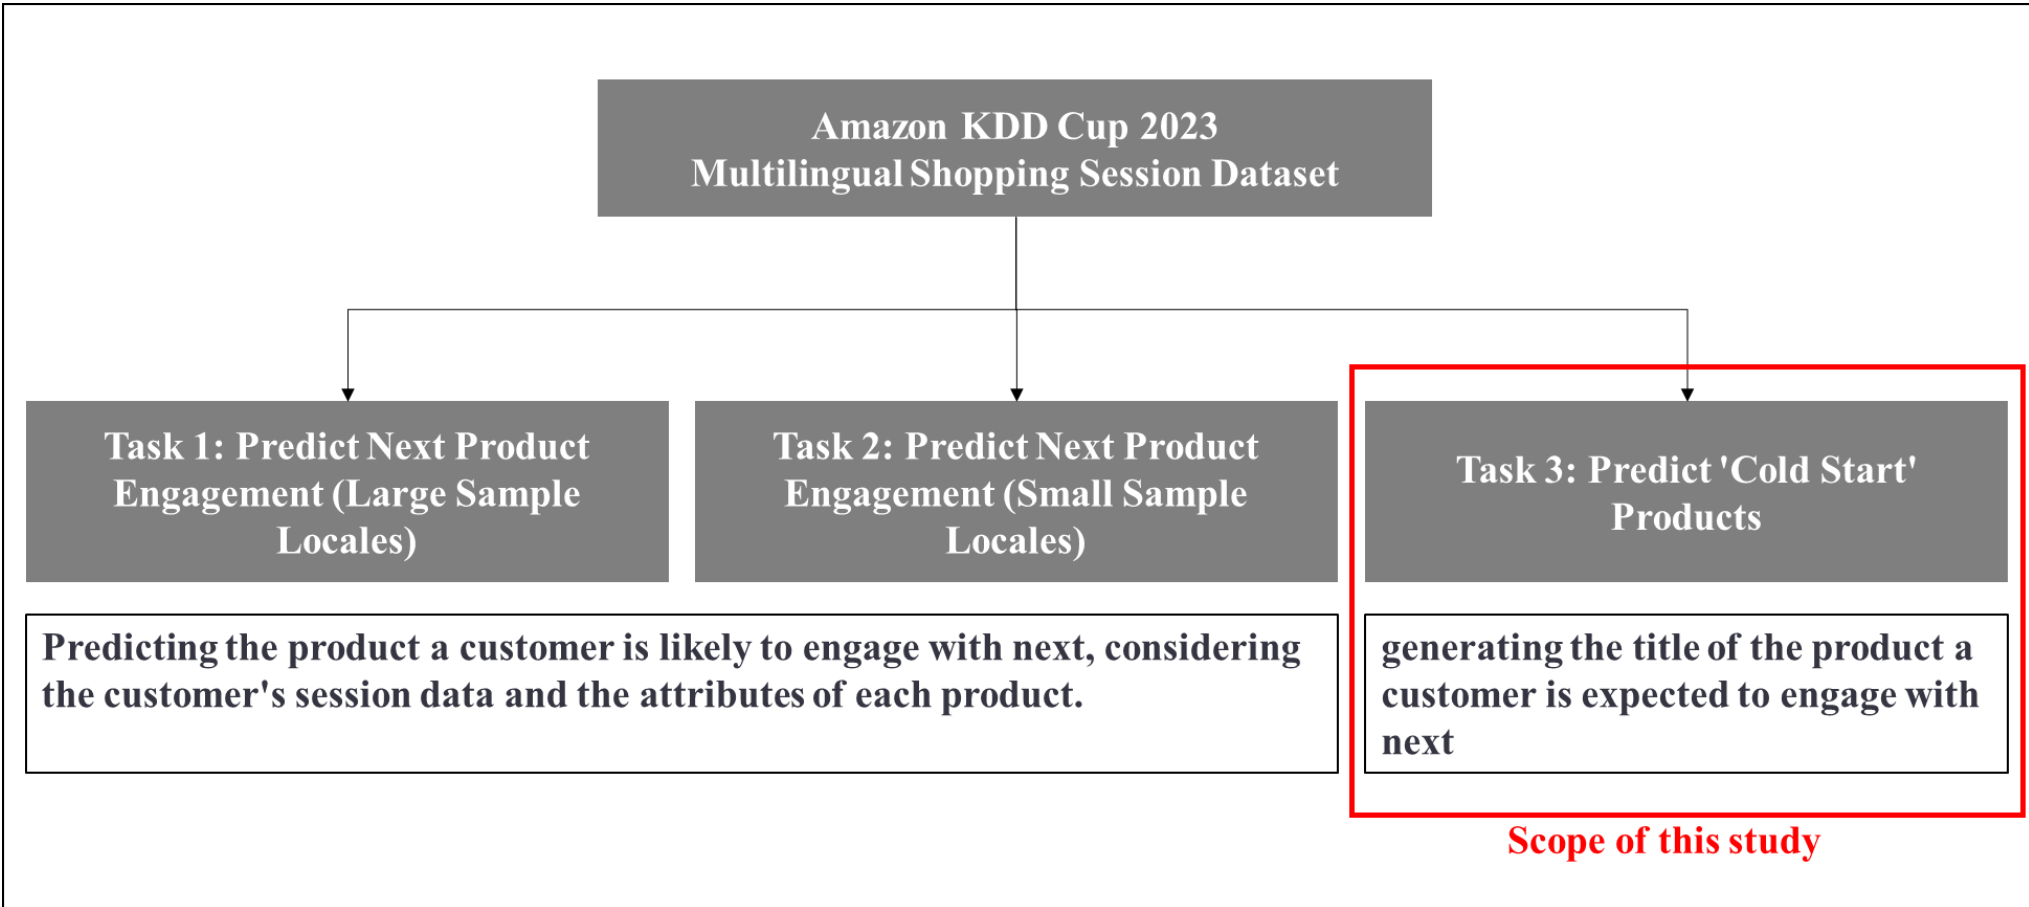 Amazon KDD Cup 2023
Multilingual Shopping Session Dataset
Task 1: Predict Next Product
Engagement (Large Sample
Locales)
Task 2: Predict Next Product
Engagement (Small Sample
Locales)
Task 3: Predict 'Cold Start'
Products
Predicting the product a customer is likely to engage with next, considering
the customer's session data and the attributes of each product.
generating the title of the product a
customer is expected to engage with
next
Scope of this study